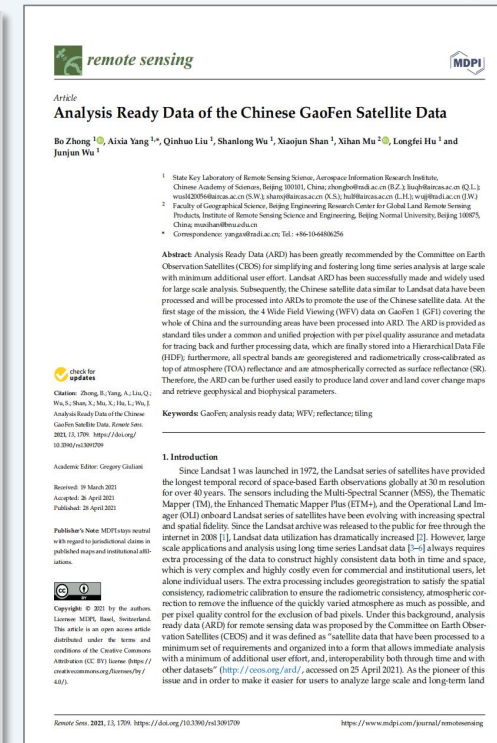 remote sensing
MDPI
Article
Analysis Ready Data of the Chinese GaoFen Satellite Data
Bo Zhong 1, Aixia Yang 1,*, Qinhuo Liu 1, Shanlong Wu 1, Xiaojun Shan 1, Xihan Mu 2, Longfei Hu 1 and
Junjun Wu 1
1 State Key Laboratory of Remote Sensing Science, Aerospace Information Research Institute,
Chinese Academy of Sciences, Beijing 100101, China; zhongbo@radi.ac.cn (B.Z.); liuqh@aircas.ac.cn (Q.L.);
wusl420056@aircas.ac.cn (S.W.); shanxj@aircas.ac.cn (X.S.); hulf@aircas.ac.cn (L.H.); wujj@radi.ac.cn (J.W.)
2 Faculty of Geographical Science, Beijing Engineering Research Center for Global Land Remote Sensing
Products, Institute of Remote Sensing Science and Engineering, Beijing Normal University, Beijing 100875,
China; muxihan@bnu.edu.cn
* Correspondence: yangax@radi.ac.cn; Tel.: +86-10-64806256
Abstract: Analysis Ready Data (ARD) has been greatly recommended by the Committee on Earth
Observation Satellites (CEOS) for simplifying and fostering long time series analysis at large scale
with minimum additional user effort. Landsat ARD has been successfully made and widely used
for large scale analysis. Subsequently, the Chinese satellite data similar to Landsat data have been
processed and will be processed into ARDs to promote the use of the Chinese satellite data. At the
first stage of the mission, the 4 Wide Field Viewing (WFV) data on GaoFen 1 (GF1) covering the
whole of China and the surrounding areas have been processed into ARD. The ARD is provided as
standard tiles under a common and unified projection with per pixel quality assurance and metadata
for tracing back and further processing data, which are finally stored into a Hierarchical Data File
(HDF); furthermore, all spectral bands are georegistered and radiometrically cross-calibrated as
top of atmosphere (TOA) reflectance and are atmospherically corrected as surface reflectance (SR).
Therefore, the ARD can be further used easily to produce land cover and land cover change maps
and retrieve geophysical and biophysical parameters.
Keywords: GaoFen; analysis ready data; WFV; reflectance; tiling
check for
updates
Citation: Zhong, B.; Yang, A.; Liu, Q.;
Wu, S.; Shan, X.; Mu, X.; Hu, L.; Wu, J.
Analysis Ready Data of the Chinese
GaoFen Satellite Data. Remote Sens.
2021, 13, 1709. https://doi.org/
10.3390/rs13091709
Academic Editor: Gregory Giuliani
Received: 19 March 2021
Accepted: 26 April 2021
Published: 28 April 2021
Publisher's Note: MDPI stays neutral
with regard to jurisdictional claims in
published maps and institutional affil-
iations.
cc BY
Copyright: © 2021 by the authors.
Licensee MDPI, Basel, Switzerland.
This article is an open access article
distributed under the terms and
conditions of the Creative Commons
Attribution (CC BY) license (https://
creativecommons.org/licenses/by/
4.0/).
1. Introduction
Since Landsat 1 was launched in 1972, the Landsat series of satellites have provided
the longest temporal record of space-based Earth observations globally at 30 m resolution
for over 40 years. The sensors including the Multi-Spectral Scanner (MSS), the Thematic
Mapper (TM), the Enhanced Thematic Mapper Plus (ETM+), and the Operational Land Im-
ager (OLI) onboard Landsat series of satellites have been evolving with increasing spectral
and spatial fidelity. Since the Landsat archive was released to the public for free through the
internet in 2008 [1], Landsat data utilization has dramatically increased [2]. However, large
scale applications and analysis using long time series Landsat data [3–6] always requires
extra processing of the data to construct highly consistent data both in time and space,
which is very complex and highly costly even for commercial and institutional users, let
alone individual users. The extra processing includes georegistration to satisfy the spatial
consistency, radiometric calibration to ensure the radiometric consistency, atmospheric cor-
rection to remove the influence of the quickly varied atmosphere as much as possible, and
per pixel quality control for the exclusion of bad pixels. Under this background, analysis
ready data (ARD) for remote sensing data was proposed by the Committee on Earth Obser-
vation Satellites (CEOS) and it was defined as "satellite data that have been processed to a
minimum set of requirements and organized into a form that allows immediate analysis
with a minimum of additional user effort, and, interoperability both through time and with
other datasets" (http://ceos.org/ard/, accessed on 25 April 2021). As the pioneer of this
issue and in order to make it easier for users to analyze large scale and long-term land
Remote Sens. 2021, 13, 1709. https://doi.org/10.3390/rs13091709
https://www.mdpi.com/journal/remotesensing